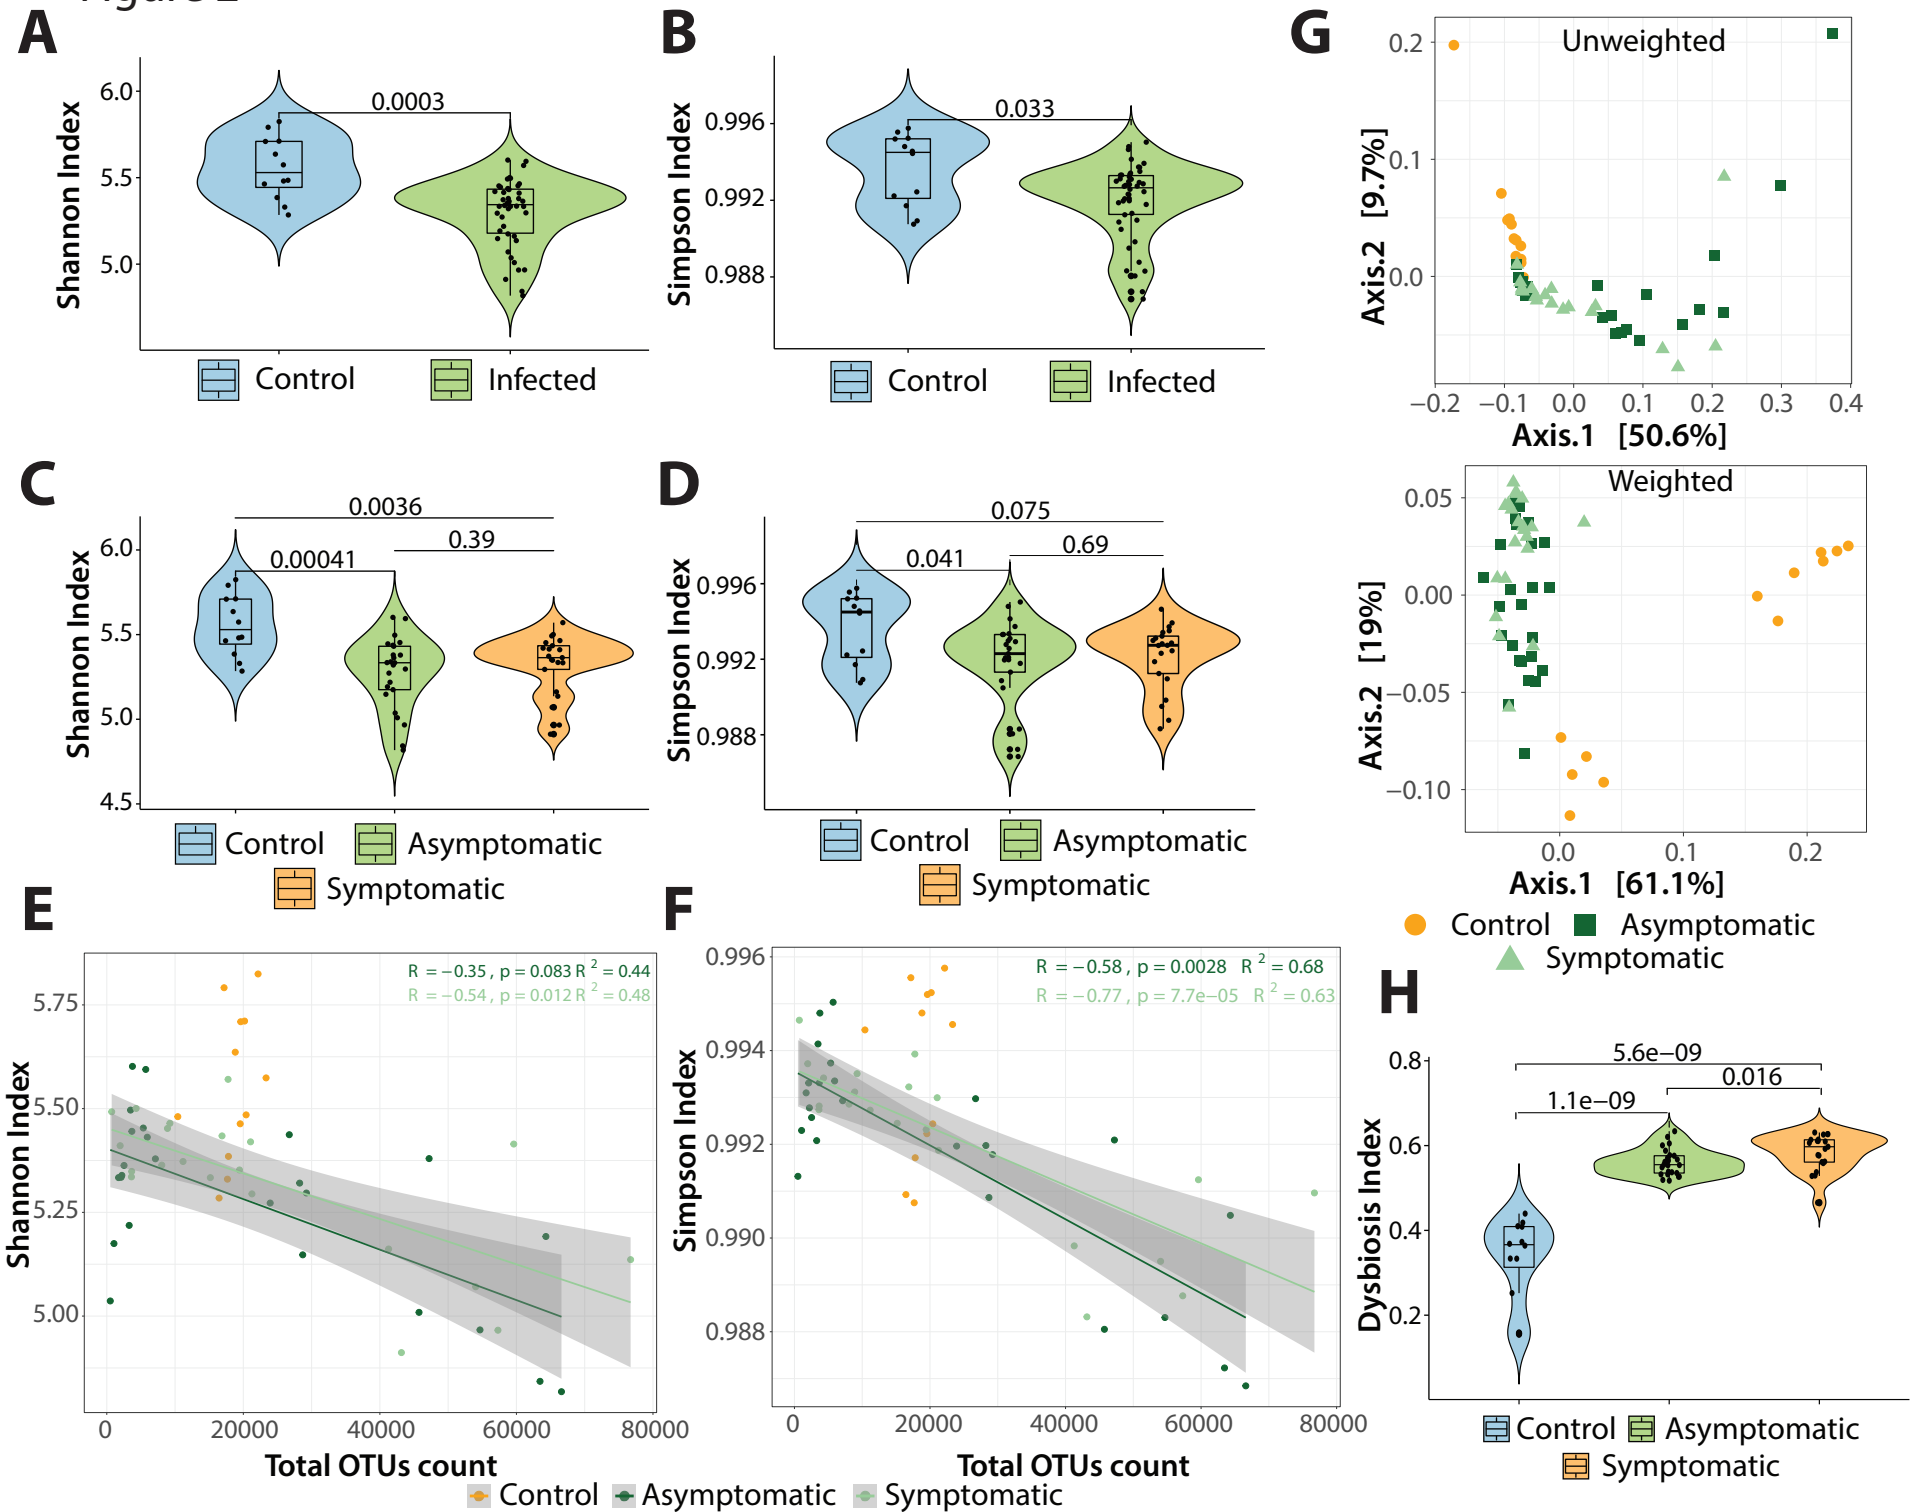 A
Shannon Index
6.0
5.5
5.0
0.0003
Control Infected
B
Simpson Index
0.996
0.992
0.988
0.033
Control Infected
C
Shannon Index
6.0
5.5
5.0
4.5
0.0036
0.39
0.00041
Control Asymptomatic
Symptomatic
D
Simpson Index
0.996
0.992
0.988
0.075
0.69
0.041
Control Asymptomatic
Symptomatic
E
Shannon Index
5.75
5.50
5.25
5.00
R = −0.35 , p = 0.083 R 2 = 0.44
R = −0.54 , p = 0.012 R 2 = 0.48
0 20000 40000 60000 80000
Total OTUs count
F
Simpson Index
0.996
0.994
0.992
0.990
0.988
R = −0.58 , p = 0.0028 R 2 = 0.68
R = −0.77 , p = 7.7e−05 R 2 = 0.63
0 20000 40000 60000 80000
Total OTUs count
Control Asymptomatic Symptomatic
G
Unweighted
Axis.2 [9.7%]
0.2
0.1
0.0
−0.2 −0.1 0.0 0.1 0.2 0.3 0.4
Axis.1 [50.6%]
Weighted
Axis.2 [19%]
0.05
0.00
−0.05
−0.10
0.0 0.1 0.2
Axis.1 [61.1%]
Control Asymptomatic
Symptomatic
H
Dysbiosis Index
0.8
0.6
0.4
0.2
5.6e−09
0.016
1.1e−09
Control Asymptomatic
Symptomatic